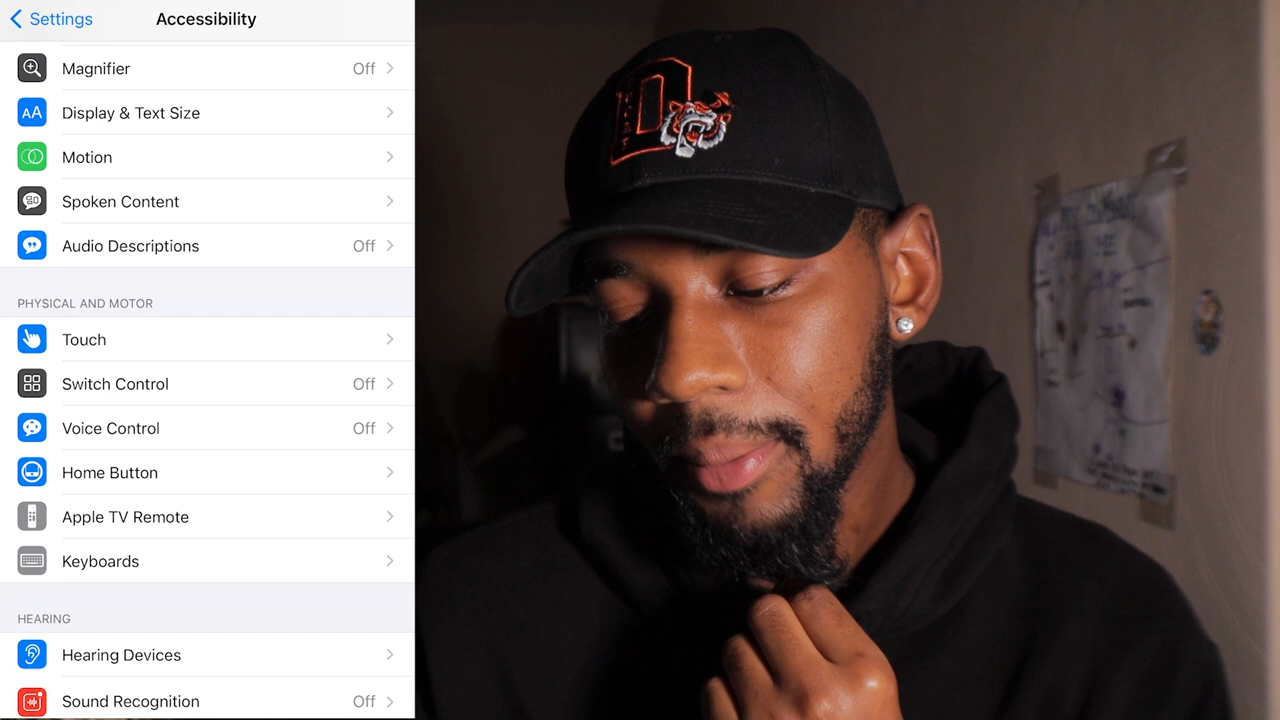 Settings
Accessibility
Magnifier Off
Display & Text Size
Motion
Spoken Content
Audio Descriptions Off
PHYSICAL AND MOTOR
Touch
Switch Control Off
Voice Control Off
Home Button
Apple TV Remote
Keyboards
HEARING
Hearing Devices
Sound Recognition Off
AA
D